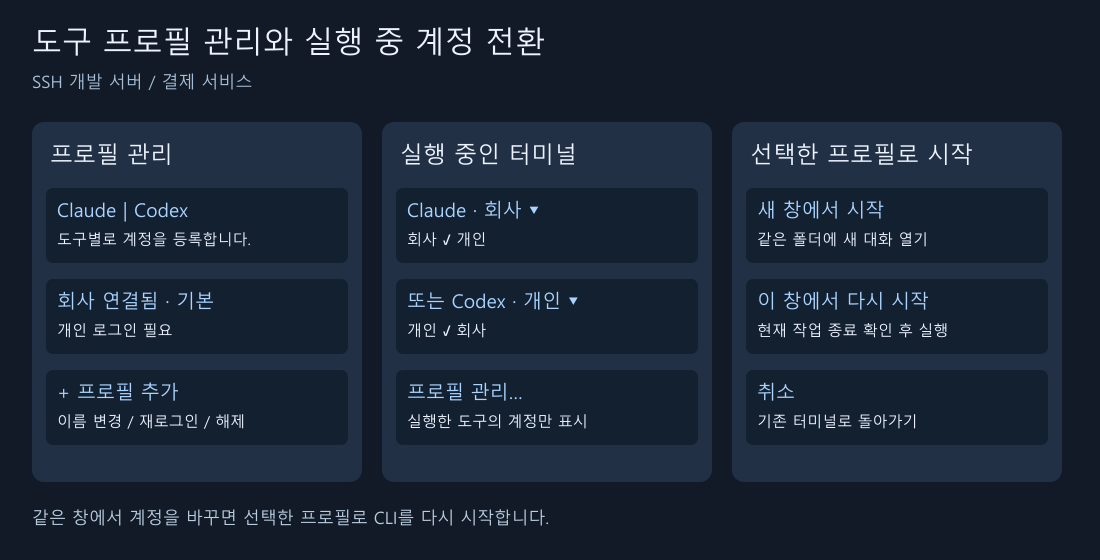 도구 프로필 관리와 실행 중 계정 전환
SSH 개발 서버 / 결제 서비스
프로필 관리
Claude | Codex
도구별로 계정을 등록합니다.
회사 연결됨 · 기본
개인 로그인 필요
+ 프로필 추가
이름 변경 / 재로그인 / 해제
실행 중인 터미널
Claude · 회사 ▼
회사 ✓ 개인
또는 Codex · 개인 ▼
개인 ✓ 회사
프로필 관리...
실행한 도구의 계정만 표시
선택한 프로필로 시작
새 창에서 시작
같은 폴더에 새 대화 열기
이 창에서 다시 시작
현재 작업 종료 확인 후 실행
취소
기존 터미널로 돌아가기
같은 창에서 계정을 바꾸면 선택한 프로필로 CLI를 다시 시작합니다.